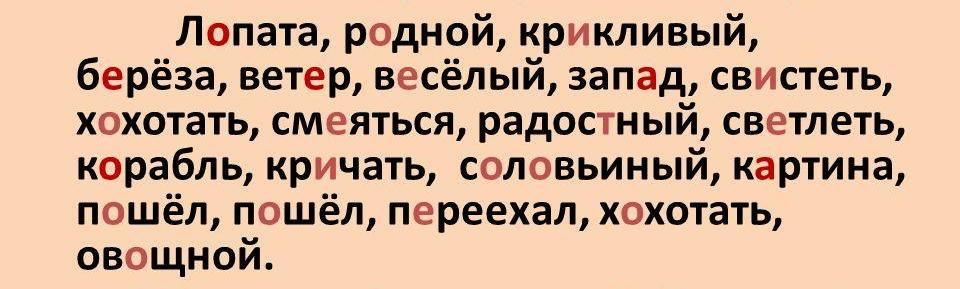 Лопата, родной, крикливый,
берёза, ветер, весёлый, запад, свистеть,
хохотать, смеяться, радостный, светлеть,
корабль, кричать, соловьиный, картина,
пошёл, пошёл, переехал, хохотать,
овощной.